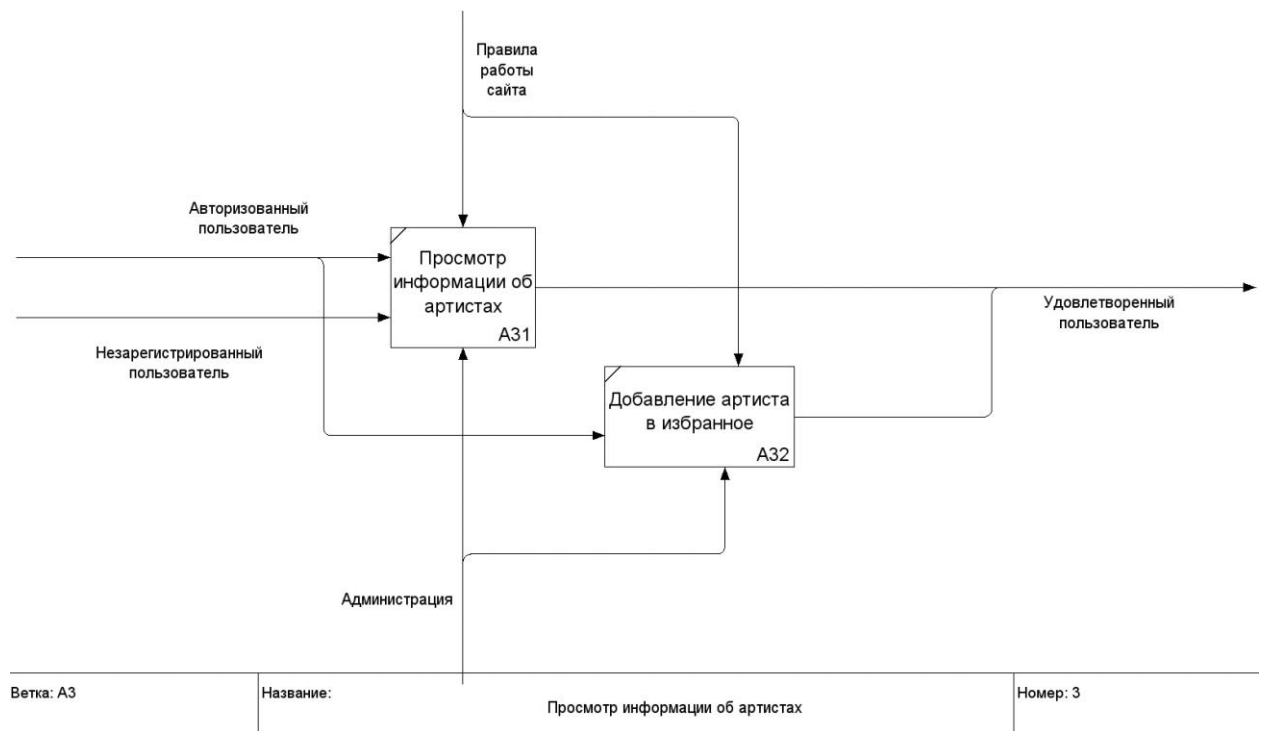 Правила
работы
сайта
Авторизованный
пользователь
Просмотр
информации об
артистах
A31
Незарегистрированный
пользователь
Удовлетворенный
пользователь
Добавление артиста
в избранное
A32
Администрация
Ветка: A3
Название:
Просмотр информации об артистах
Номер: 3